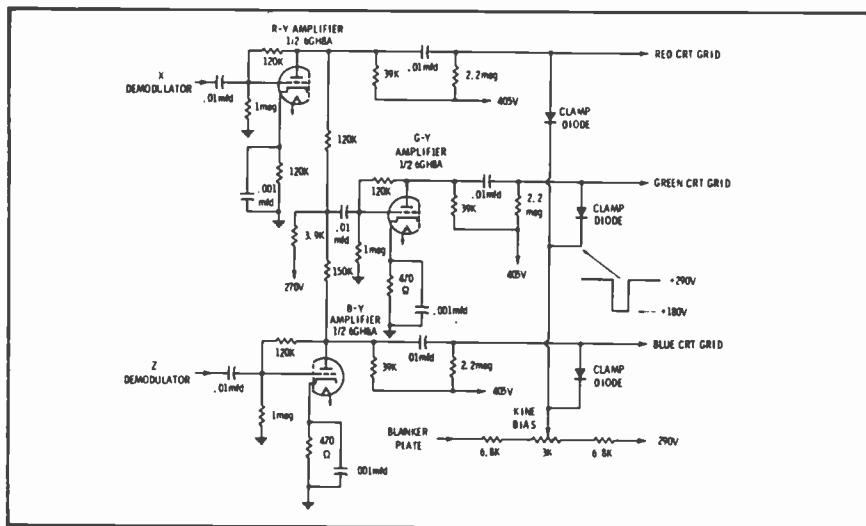 R-Y AMPLIFIER
1/2 6GH8A
120K
X
DEMODULATOR
.01mfd
1meg
.001
mfd
120K
120K
39K
.01mfd
2.2meg
405V
RED CRT GRID
CLAMP
DIODE
G-Y
AMPLIFIER
1/2 6GH8A
120K
3.9K
270V
.01
mfd
1meg
150K
470
Ω
.001mfd
39K
.01mfd
2.2
meg
405V
GREEN CRT GRID
CLAMP
DIODE
+290V
+180V
B-Y
AMPLIFIER
1/2 6GH8A
120K
Z
DEMODULATOR
.01mfd
1meg
470
Ω
001mfd
39K
01mfd
2.2meg
405V
BLUE CRT GRID
CLAMP
DIODE
KINE
BIAS
BLANKER
PLATE
6.8K
3K
6.8K
290V